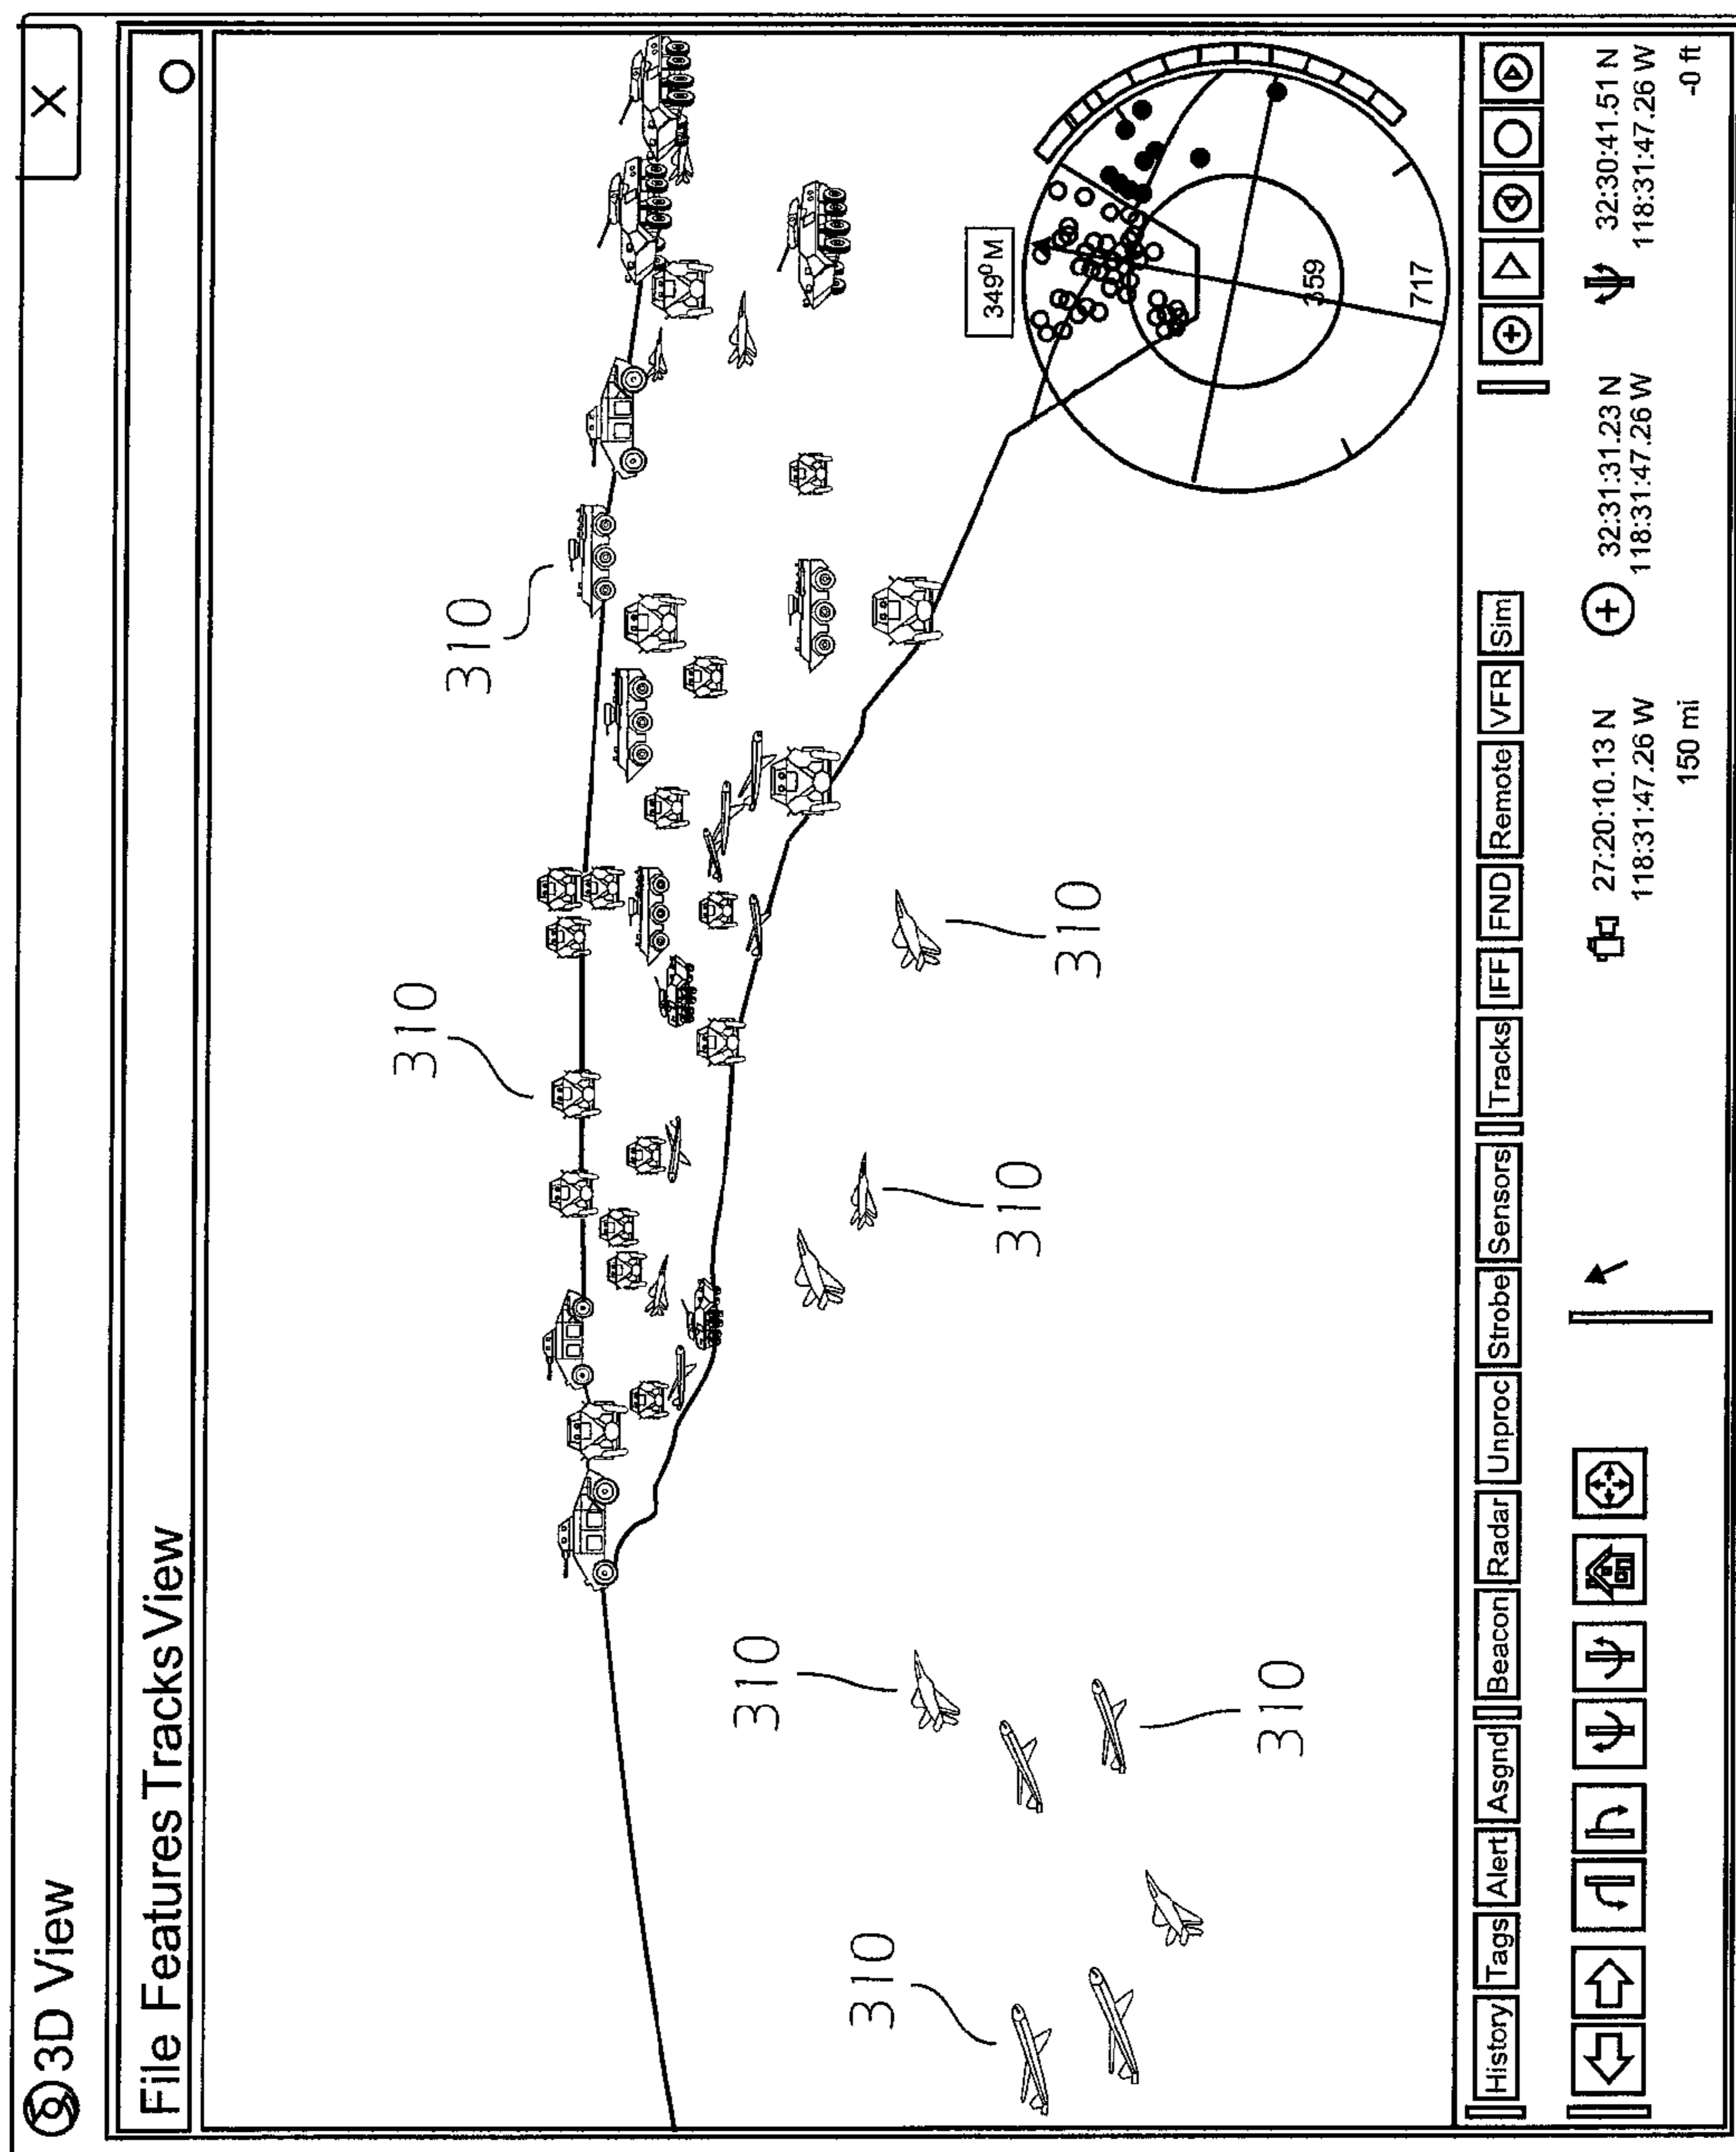 3D View
X
File Features Tracks View
310
310
310
310
310
310
310
349⁰M
359
717
History Tags Alert Asgnd Beacon Radar Unproc Strobe Sensors Tracks IFF FND Remote VFR Sim
27:20:10.13 N 32:31:31.23 N 32:30:41.51 N
118:31:47.26 W 118:31:47.26 W 118:31:47.26 W
150 mi -0 ft